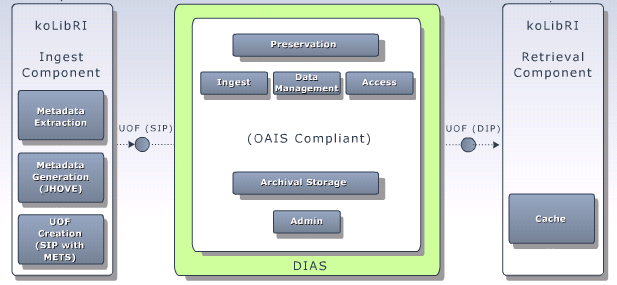 koLibRI
Ingest
Component
Metadata
Extraction
Metadata
Generation
(JHOVE)
UOF
Creation
(SIP with
METS)
UOF (SIP)
Preservation
Ingest
Data
Management
Access
(OAIS Compliant)
Archival Storage
Admin
DIAS
UOF (DIP)
koLibRI
Retrieval
Component
Cache